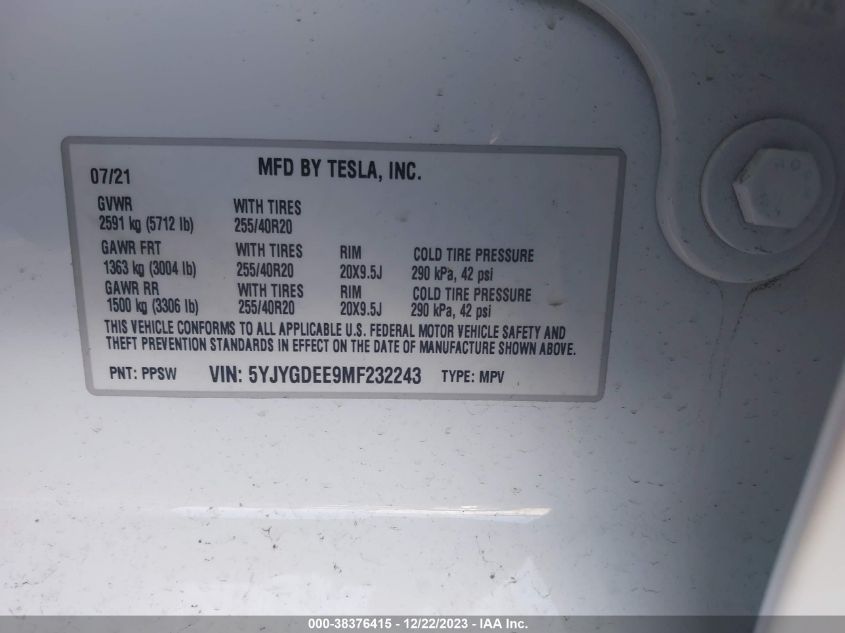 07/21 MFD BY TESLA, INC.
GVWR WITH TIRES
2591 kg (5712 lb) 255/40R20
GAWR FRT WITH TIRES RIM COLD TIRE PRESSURE
1363 kg (3004 lb) 255/40R20 20X9.5J 290 kPa, 42 psi
GAWR RR WITH TIRES RIM COLD TIRE PRESSURE
1500 kg (3306 lb) 255/40R20 20X9.5J 290 kPa, 42 psi
THIS VEHICLE CONFORMS TO ALL APPLICABLE U.S. FEDERAL MOTOR VEHICLE SAFETY AND
THEFT PREVENTION STANDARDS IN EFFECT ON THE DATE OF MANUFACTURE SHOWN ABOVE.
PNT: PPSW VIN: 5YJYGDEE9MF232243 TYPE: MPV
000-38376415 - 12/22/2023 - IAA Inc.